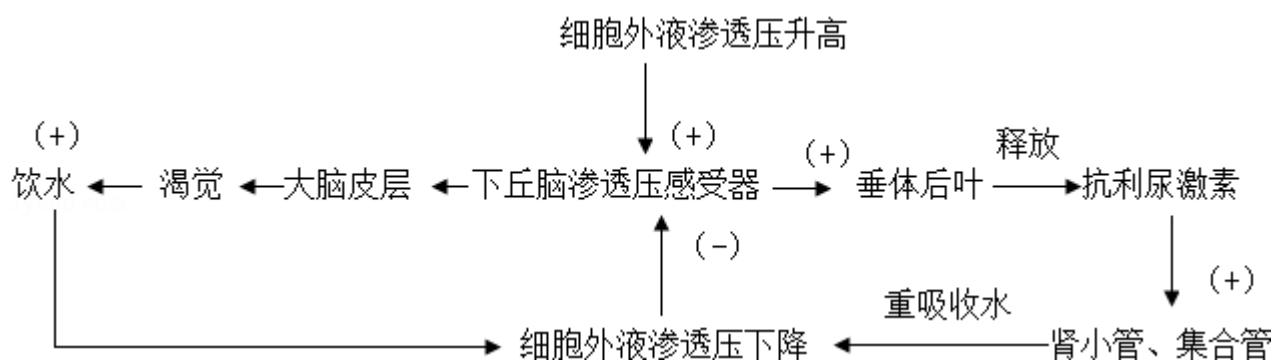 细胞外液渗透压升高
(+) (+) (+) 释放
饮水 渴觉 大脑皮层 下丘脑渗透压感受器 垂体后叶 抗利尿激素
(-) (+)
重吸收水
细胞外液渗透压下降 肾小管、集合管